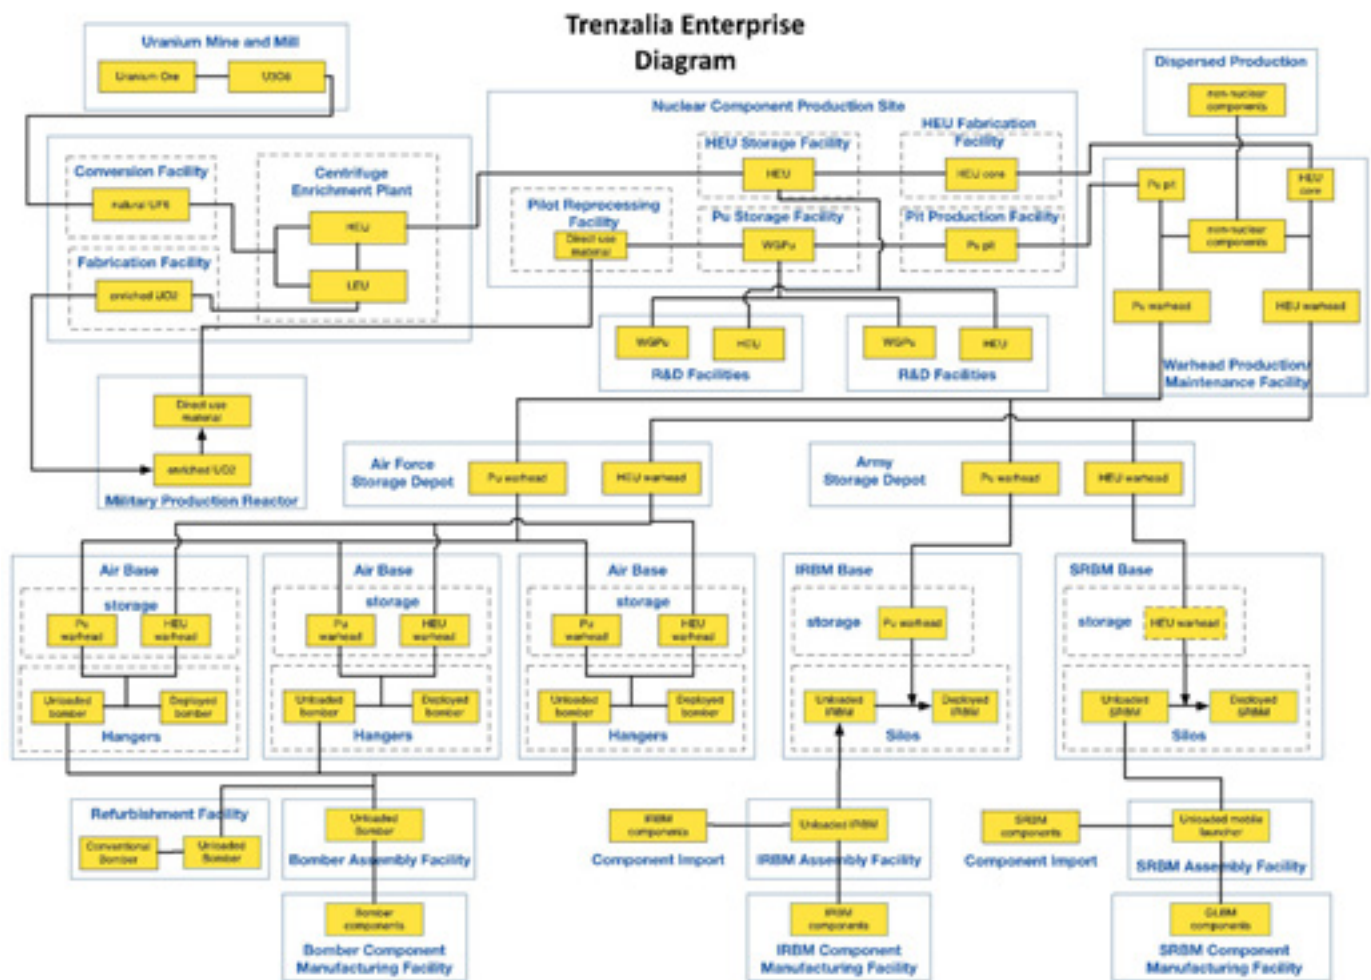 Trenzalia Enterprise
Diagram
Uranium Mine and Mill
Uranium Ore
U3O8
Dispersed Production
non-nuclear
components
Nuclear Component Production Site
HEU Storage Facility
HEU
HEU Fabrication
Facility
HEU core
Pilot Reprocessing
Facility
Direct use
material
Pu Storage Facility
WGPu
Pit Production Facility
Pu pit
Conversion Facility
natural UF6
Centrifuge
Enrichment Plant
HEU
LEU
Fabrication Facility
enriched UO2
Pu pit
HEU
core
non-nuclear
components
Pu warhead
HEU warhead
Warhead Production/
Maintenance Facility
WGPu
HEU
R&D Facilities
WGPu
HEU
R&D Facilities
Direct use
material
enriched UO2
Military Production Reactor
Air Force
Storage Depot
Pu warhead
HEU warhead
Army
Storage Depot
Pu warhead
HEU warhead
Air Base
storage
Pu
warhead
HEU
warhead
Unloaded
bomber
Deployed
bomber
Hangers
Air Base
storage
Pu
warhead
HEU
warhead
Unloaded
bomber
Deployed
bomber
Hangers
Air Base
storage
Pu
warhead
HEU
warhead
Unloaded
bomber
Deployed
bomber
Hangers
IRBM Base
storage
Pu warhead
Unloaded
IRBM
Deployed
IRBM
Silos
SRBM Base
storage
HEU warhead
Unloaded
SRBM
Deployed
SRBM
Silos
Refurbishment Facility
Conventional
Bomber
Unloaded
Bomber
Unloaded
Bomber
Bomber Assembly Facility
Bomber
components
Bomber Component
Manufacturing Facility
IRBM
components
Component Import
Unloaded IRBM
IRBM Assembly Facility
IRBM
components
IRBM Component
Manufacturing Facility
SRBM
components
Component Import
Unloaded mobile
launcher
SRBM Assembly Facility
GLBM
components
SRBM Component
Manufacturing Facility